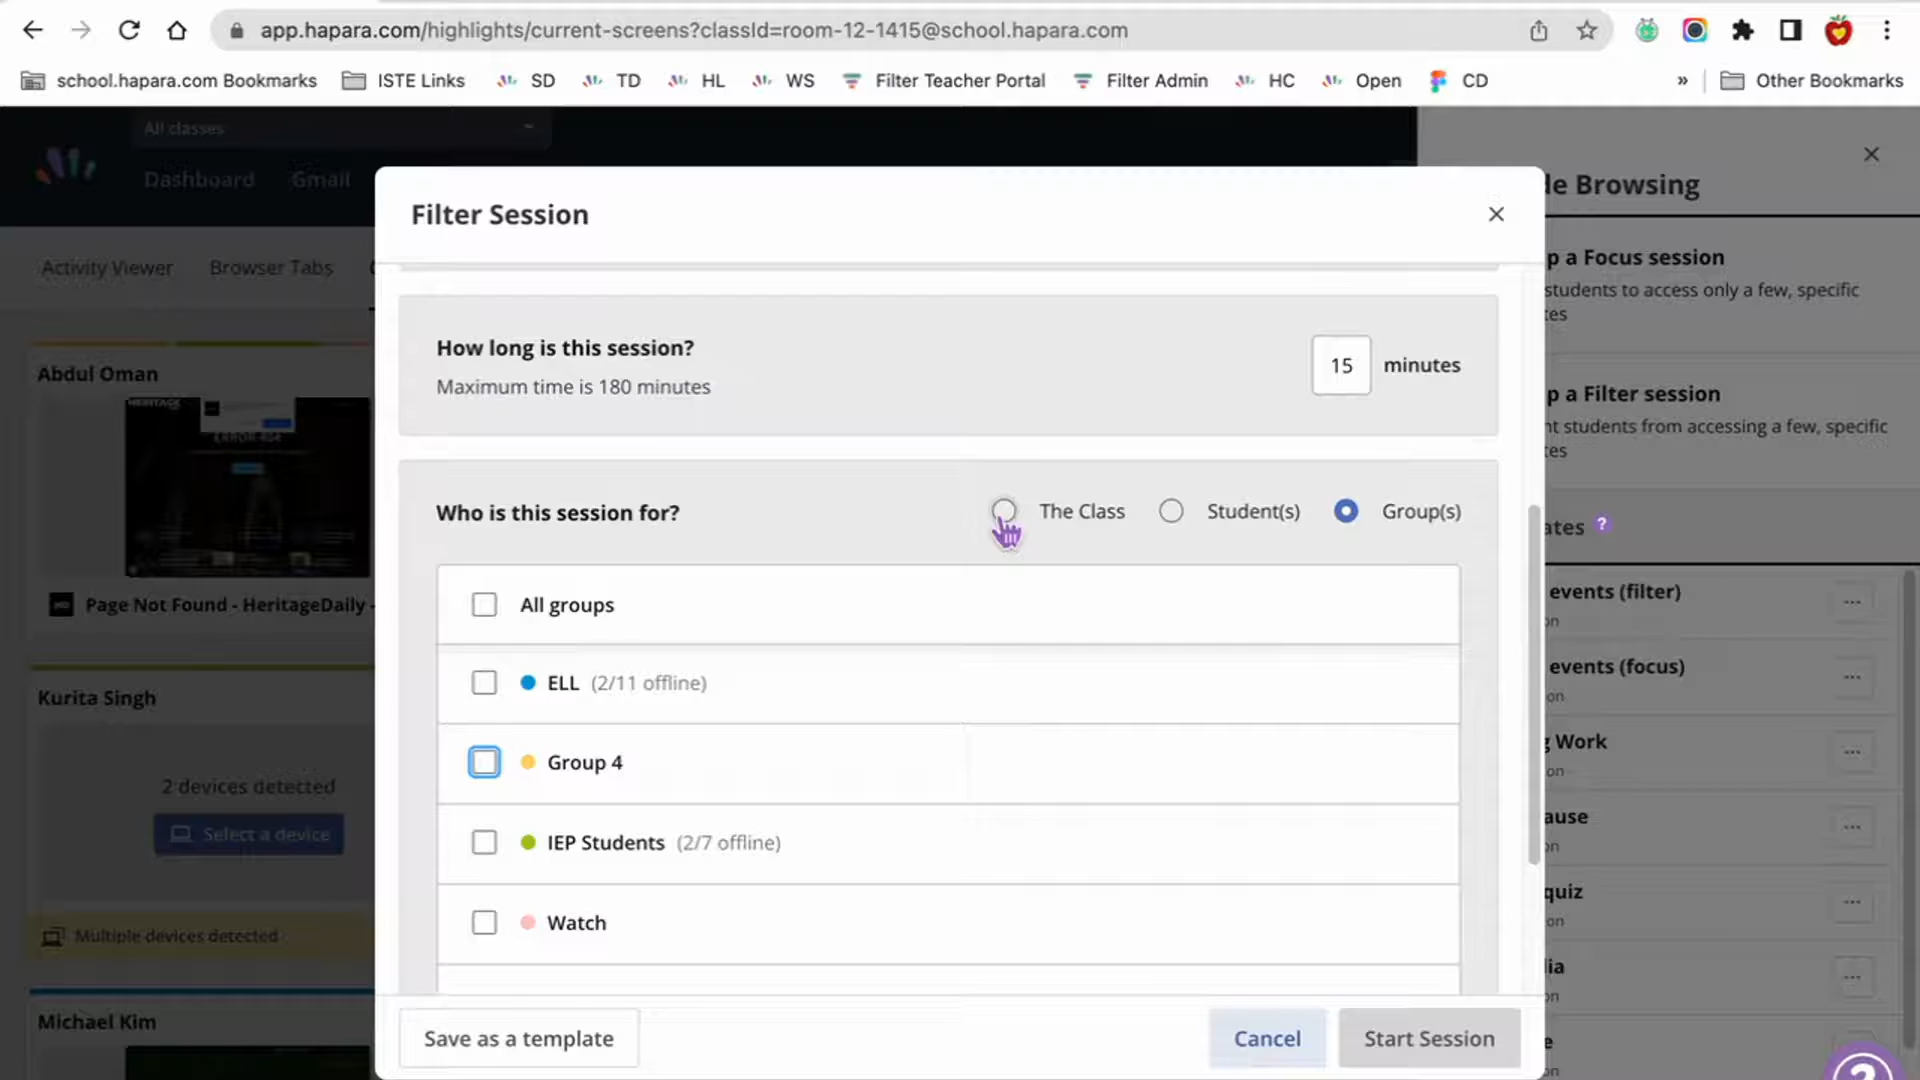 app.hapara.com/highlights/current-screens?classId=room-12-1415@school.hapara.com
school.hapara.com Bookmarks ISTE Links SD TD HL WS Filter Teacher Portal Filter Admin HC Open CD » Other Bookmarks
All classes
Dashboard Gmail
de Browsing
Filter Session
Activity Viewer Browser Tabs
p a Focus session
students to access only a few, specific
tes
How long is this session?
Maximum time is 180 minutes
15 minutes
p a Filter session
nt students from accessing a few, specific
tes
Abdul Oman
HERITAGE
ERROR 404
Page Not Found - HeritageDaily -
Who is this session for?
The Class Student(s) Group(s)
ates ?
All groups
ELL (2/11 offline)
Group 4
IEP Students (2/7 offline)
Watch
events (filter)
on
events (focus)
on
g Work
on
ause
on
quiz
on
lia
on
e
on
Kurita Singh
2 devices detected
Select a device
Multiple devices detected
Michael Kim
Save as a template
Cancel
Start Session
?